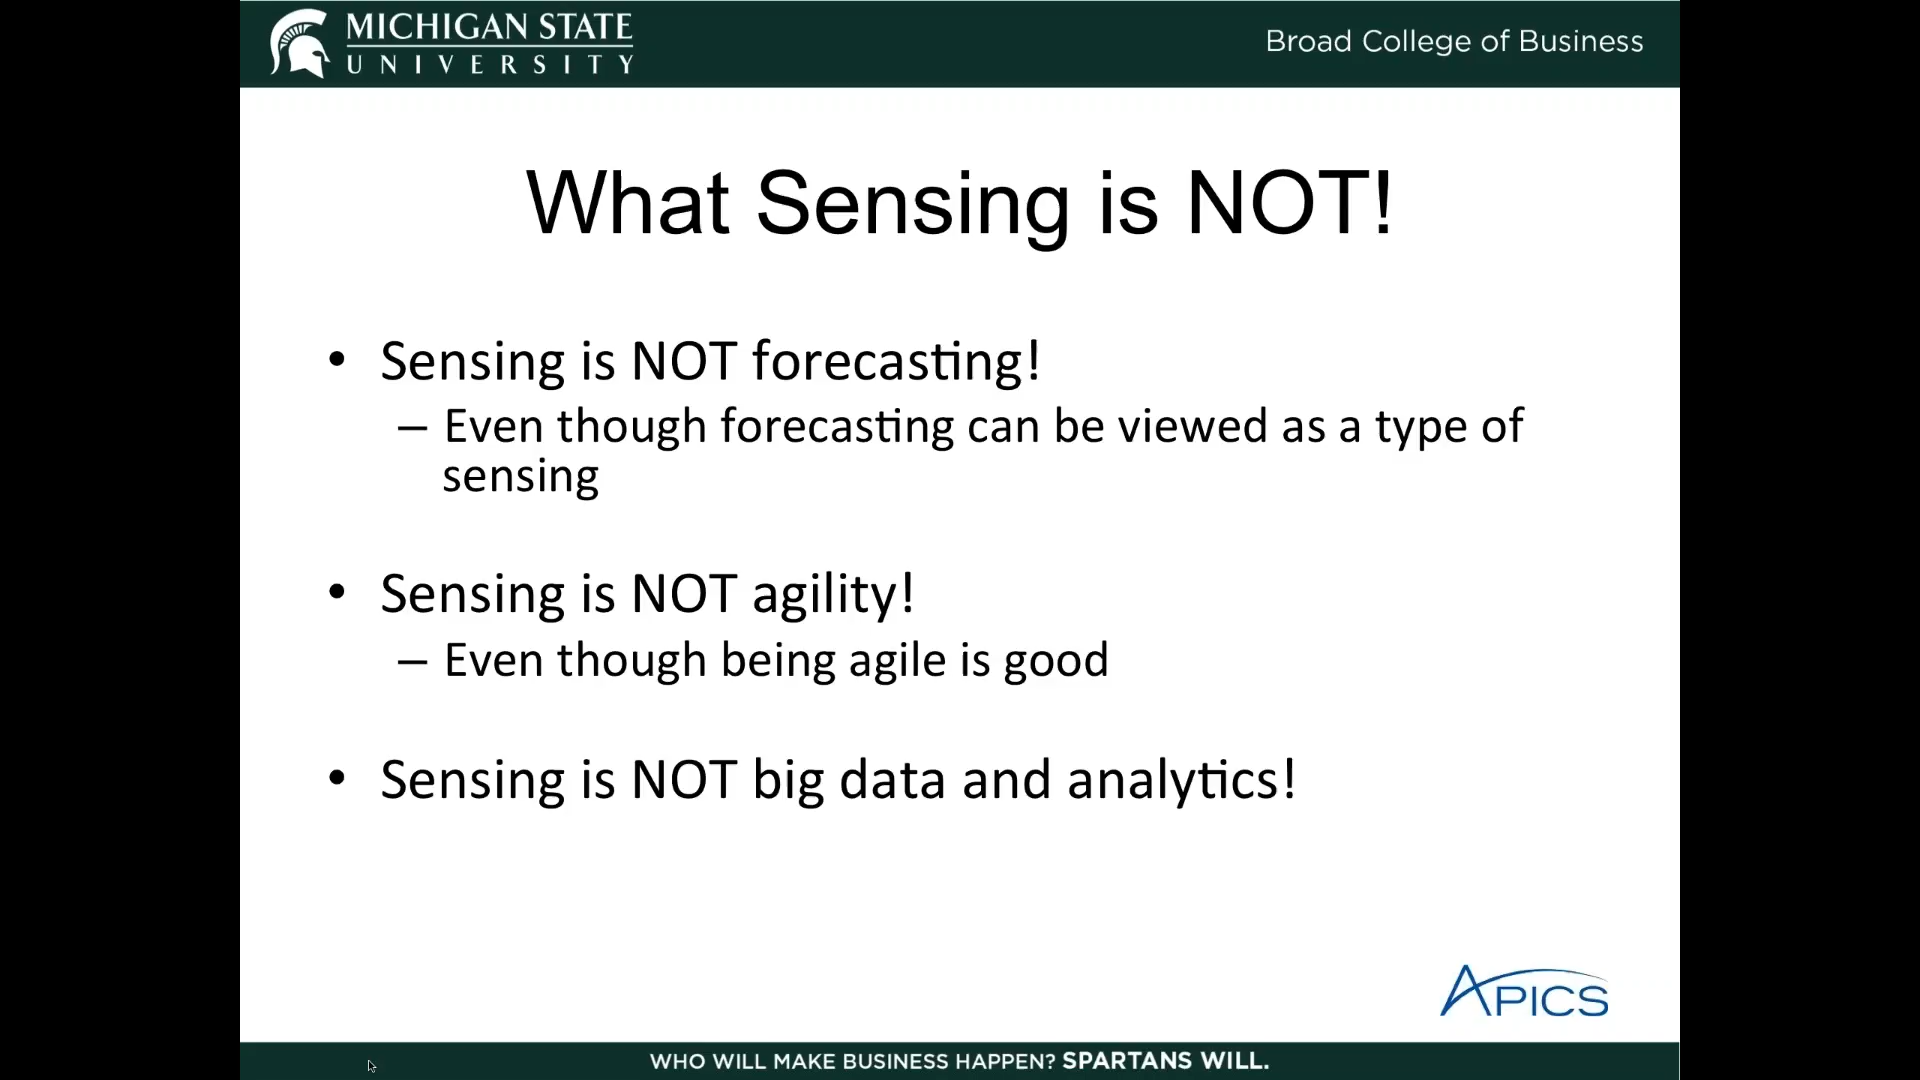 MICHIGAN STATE
UNIVERSITY
Broad College of Business
What Sensing is NOT!
• Sensing is NOT forecasting!
– Even though forecasting can be viewed as a type of
sensing
• Sensing is NOT agility!
– Even though being agile is good
• Sensing is NOT big data and analytics!
APICS
WHO WILL MAKE BUSINESS HAPPEN? SPARTANS WILL.